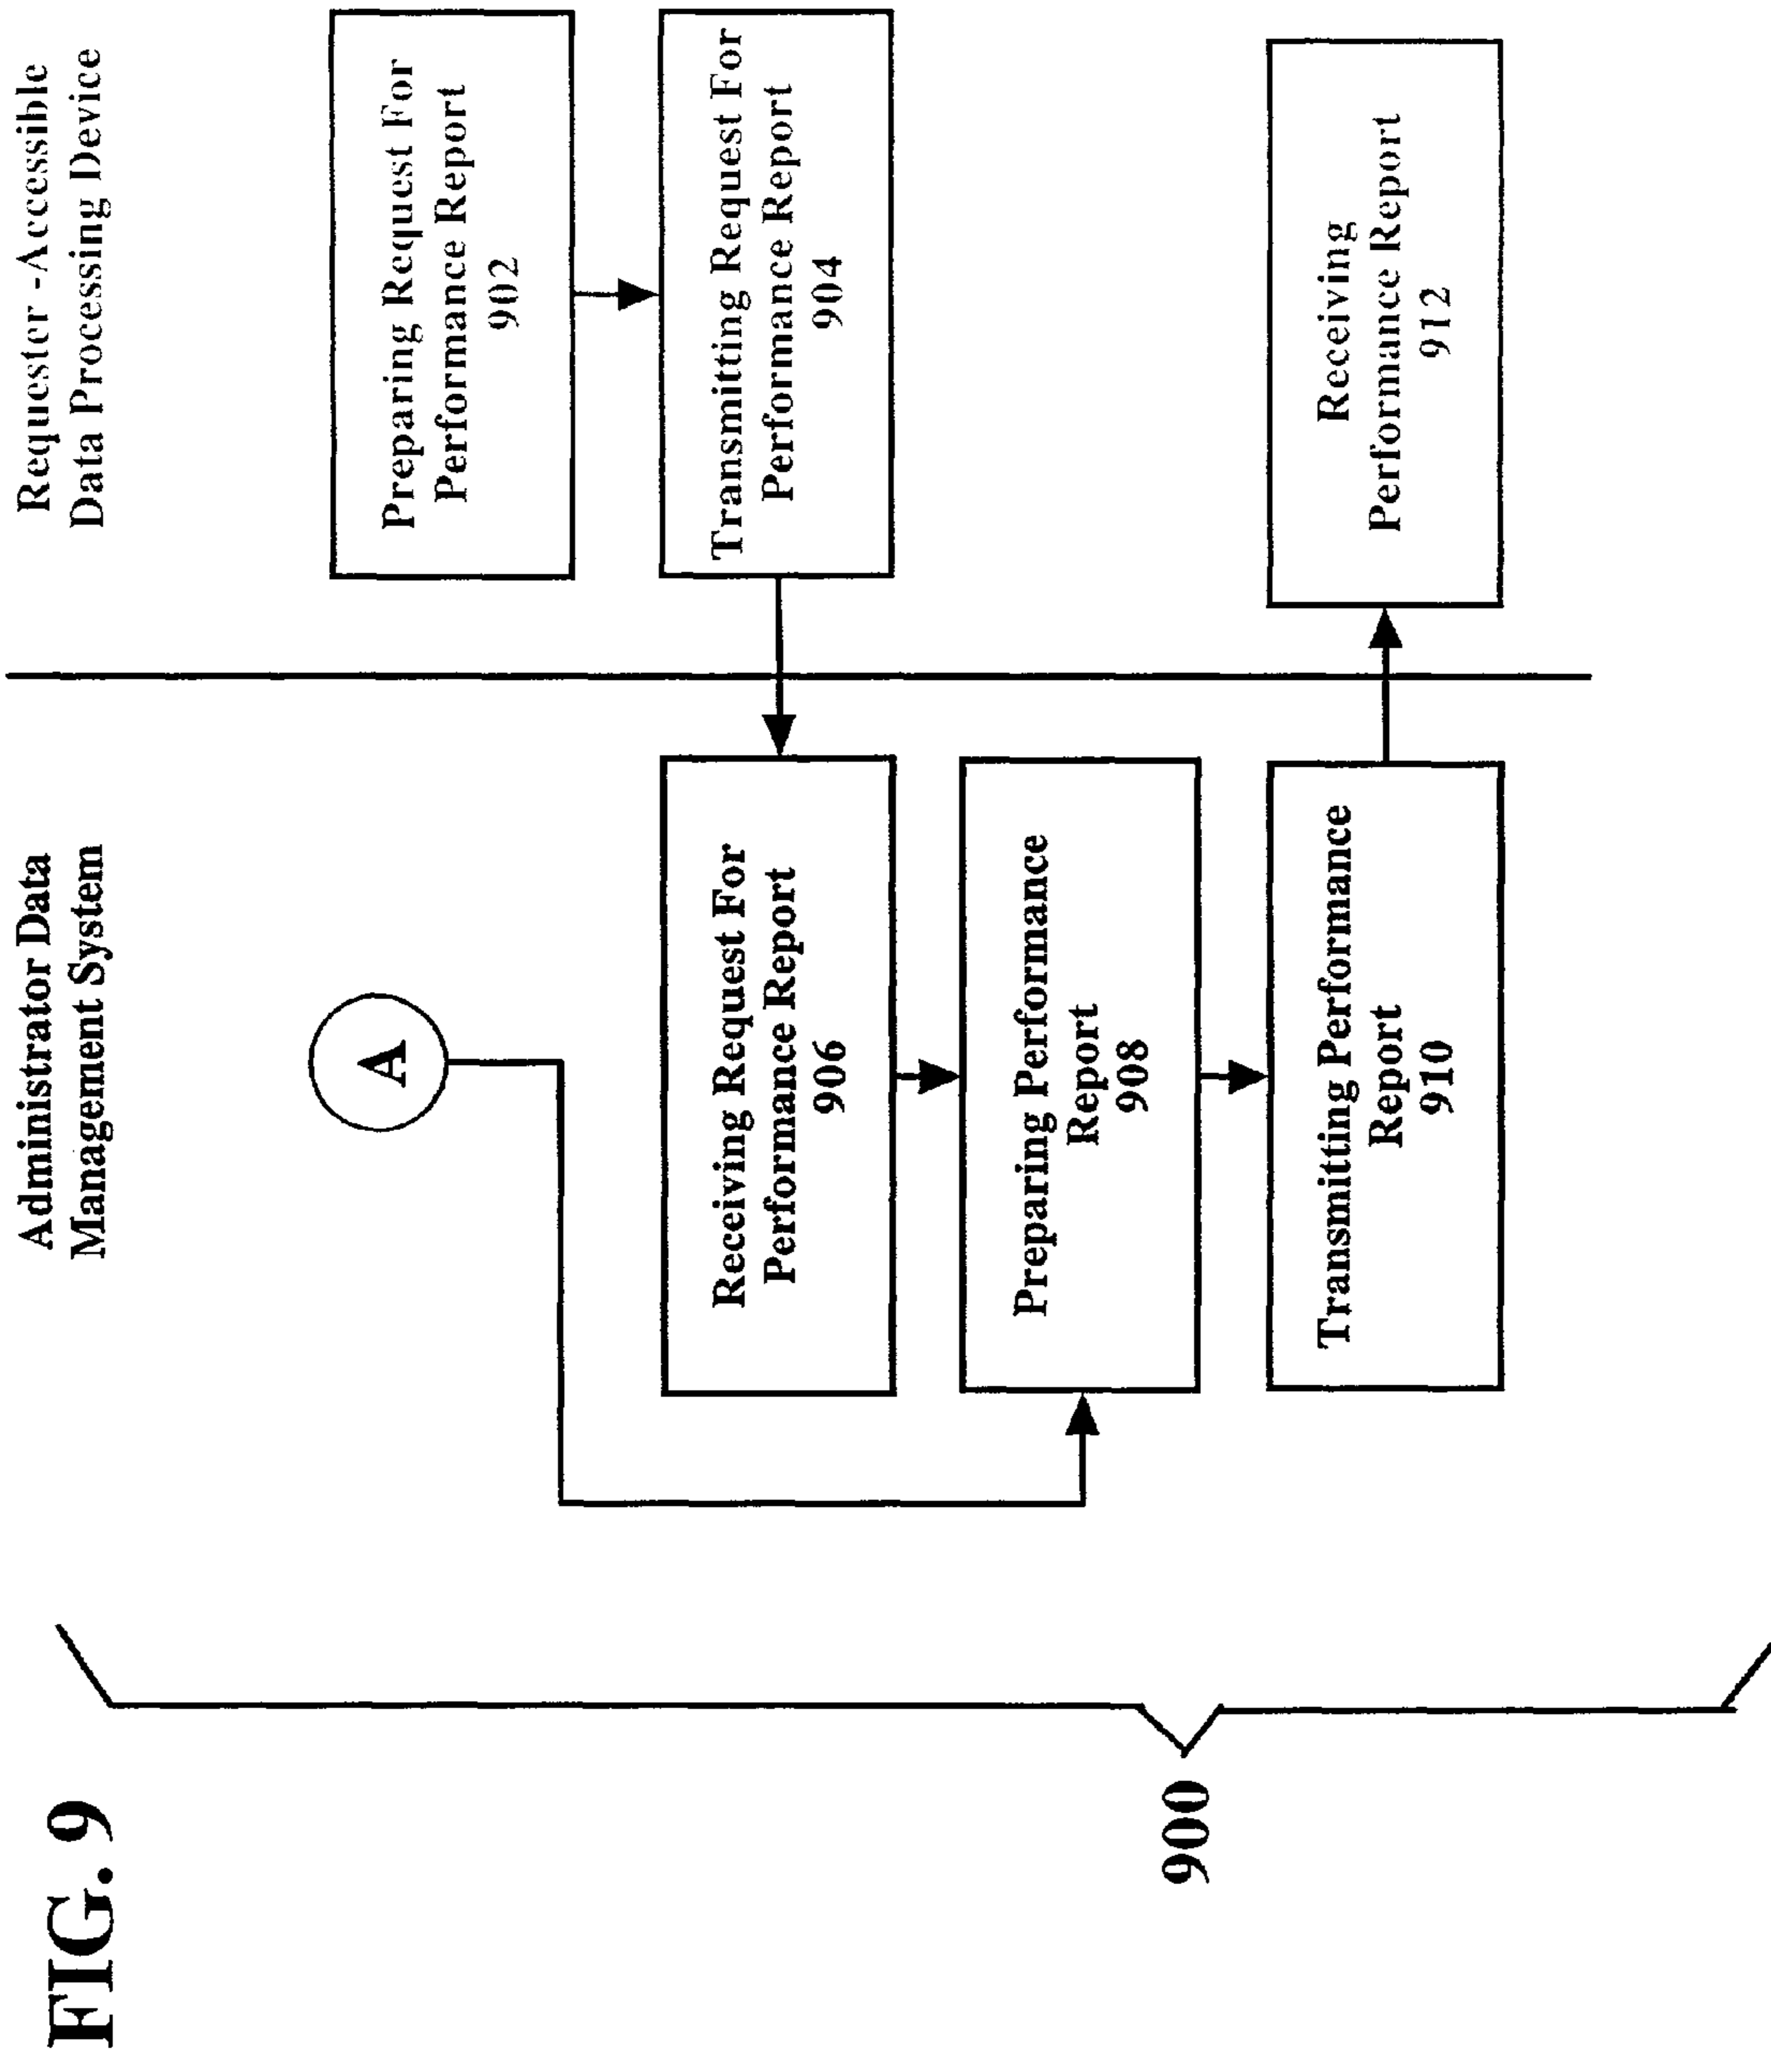 FIG. 9
Administrator Data
Management System
Requester -Accessible
Data Processing Device
A
Preparing Request For
Performance Report
902
Transmitting Request For
Performance Report
904
Receiving Request For
Performance Report
906
Preparing Performance
Report
908
Transmitting Performance
Report
910
Receiving
Performance Report
912
900